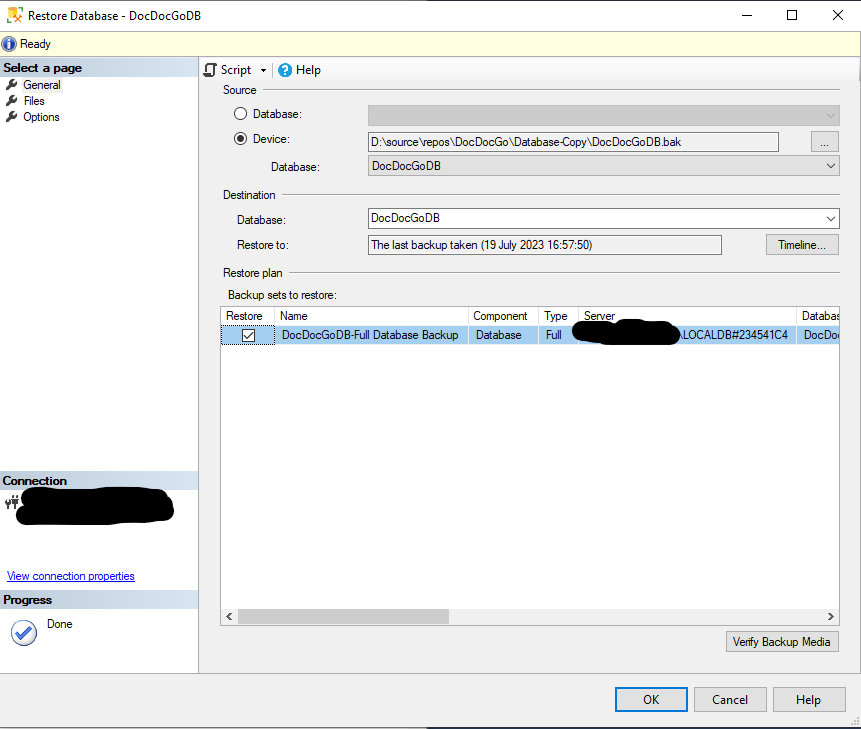 Restore Database - DocDocGoDB
Ready
Select a page
General
Files
Options
Connection
View connection properties
Progress
Done
Script
Help
Source
Database:
Device:
D:\source\repos\DocDocGo\Database-Copy\DocDocGoDB.bak
...
Database:
DocDocGoDB
Destination
Database:
DocDocGoDB
Restore to:
The last backup taken (19 July 2023 16:57:50)
Timeline...
Restore plan
Backup sets to restore:
Restore Name Component Type Server Databas
DocDocGoDB-Full Database Backup Database Full \LOCALDB#234541C4 DocDo
Verify Backup Media
OK Cancel Help